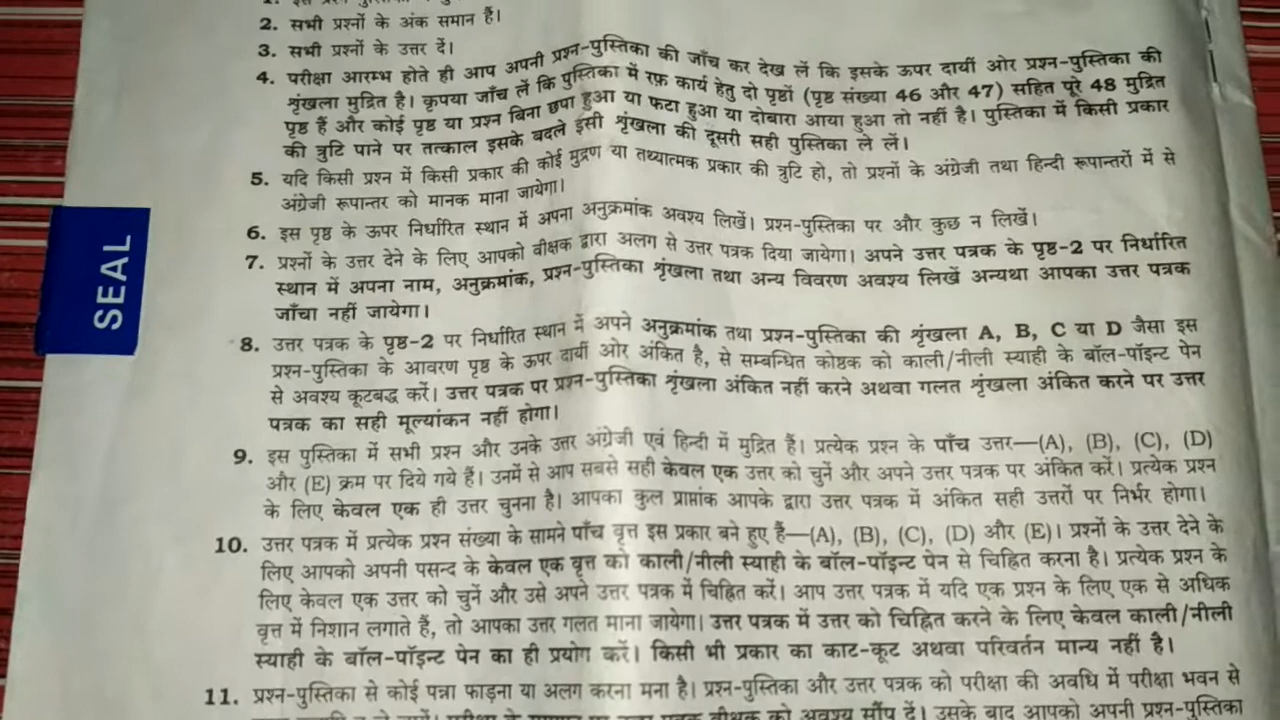 2. सभी प्रश्नों के अंक समान हैं।
3. सभी प्रश्नों के उत्तर दें।
4. परीक्षा आरम्भ होते ही आप अपनी प्रश्न-पुस्तिका की जाँच कर देख लें कि इसके ऊपर दायीं ओर प्रश्न-पुस्तिका की
शृंखला मुद्रित है। कृपया जाँच लें कि पुस्तिका में रफ़ कार्य हेतु दो पृष्ठों (पृष्ठ संख्या 46 और 47) सहित पूरे 48 मुद्रित
पृष्ठ हैं और कोई पृष्ठ या प्रश्न बिना छपा हुआ या फटा हुआ या दोबारा आया हुआ तो नहीं है। पुस्तिका में किसी प्रकार
की त्रुटि पाने पर तत्काल इसके बदले इसी शृंखला की दूसरी सही पुस्तिका ले लें।
5. यदि किसी प्रश्न में किसी प्रकार की कोई मुद्रण या तथ्यात्मक प्रकार की त्रुटि हो, तो प्रश्नों के अंग्रेजी तथा हिन्दी रूपान्तरों में से
अंग्रेजी रूपान्तर को मानक माना जायेगा।
6. इस पृष्ठ के ऊपर निर्धारित स्थान में अपना अनुक्रमांक अवश्य लिखें। प्रश्न-पुस्तिका पर और कुछ न लिखें।
7. प्रश्नों के उत्तर देने के लिए आपको वीक्षक द्वारा अलग से उत्तर पत्रक दिया जायेगा। अपने उत्तर पत्रक के पृष्ठ-2 पर निर्धारित
स्थान में अपना नाम, अनुक्रमांक, प्रश्न-पुस्तिका शृंखला तथा अन्य विवरण अवश्य लिखें अन्यथा आपका उत्तर पत्रक
जाँचा नहीं जायेगा।
SEAL
8. उत्तर पत्रक के पृष्ठ-2 पर निर्धारित स्थान में अपने अनुक्रमांक तथा प्रश्न-पुस्तिका की शृंखला A, B, C या D जैसा इस
प्रश्न-पुस्तिका के आवरण पृष्ठ के ऊपर दायीं ओर अंकित है, से सम्बन्धित कोष्ठक को काली/नीली स्याही के बॉल-पॉइन्ट पेन
से अवश्य कूटबद्ध करें। उत्तर पत्रक पर प्रश्न-पुस्तिका शृंखला अंकित नहीं करने अथवा गलत शृंखला अंकित करने पर उत्तर
पत्रक का सही मूल्यांकन नहीं होगा।
9. इस पुस्तिका में सभी प्रश्न और उनके उत्तर अंग्रेजी एवं हिन्दी में मुद्रित हैं। प्रत्येक प्रश्न के पाँच उत्तर—(A), (B), (C), (D)
और (E) क्रम पर दिये गये हैं। उनमें से आप सबसे सही केवल एक उत्तर को चुनें और अपने उत्तर पत्रक पर अंकित करें। प्रत्येक प्रश्न
के लिए केवल एक ही उत्तर चुनना है। आपका कुल प्राप्तांक आपके द्वारा उत्तर पत्रक में अंकित सही उत्तरों पर निर्भर होगा।
10. उत्तर पत्रक में प्रत्येक प्रश्न संख्या के सामने पाँच वृत्त इस प्रकार बने हुए हैं—(A), (B), (C), (D) और (E)। प्रश्नों के उत्तर देने के
लिए आपको अपनी पसन्द के केवल एक वृत्त को काली/नीली स्याही के बॉल-पॉइन्ट पेन से चिह्नित करना है। प्रत्येक प्रश्न के
लिए केवल एक उत्तर को चुनें और उसे अपने उत्तर पत्रक में चिह्नित करें। आप उत्तर पत्रक में यदि एक प्रश्न के लिए एक से अधिक
वृत्त में निशान लगाते हैं, तो आपका उत्तर गलत माना जायेगा। उत्तर पत्रक में उत्तर को चिह्नित करने के लिए केवल काली/नीली
स्याही के बॉल-पॉइन्ट पेन का ही प्रयोग करें। किसी भी प्रकार का काट-कूट अथवा परिवर्तन मान्य नहीं है।
11. प्रश्न-पुस्तिका से कोई पन्ना फाड़ना या अलग करना मना है। प्रश्न-पुस्तिका और उत्तर पत्रक को परीक्षा की अवधि में परीक्षा भवन से
वीक्षक को अवश्य सौंप दें। उसके बाद आपको अपनी प्रश्न-पुस्तिका